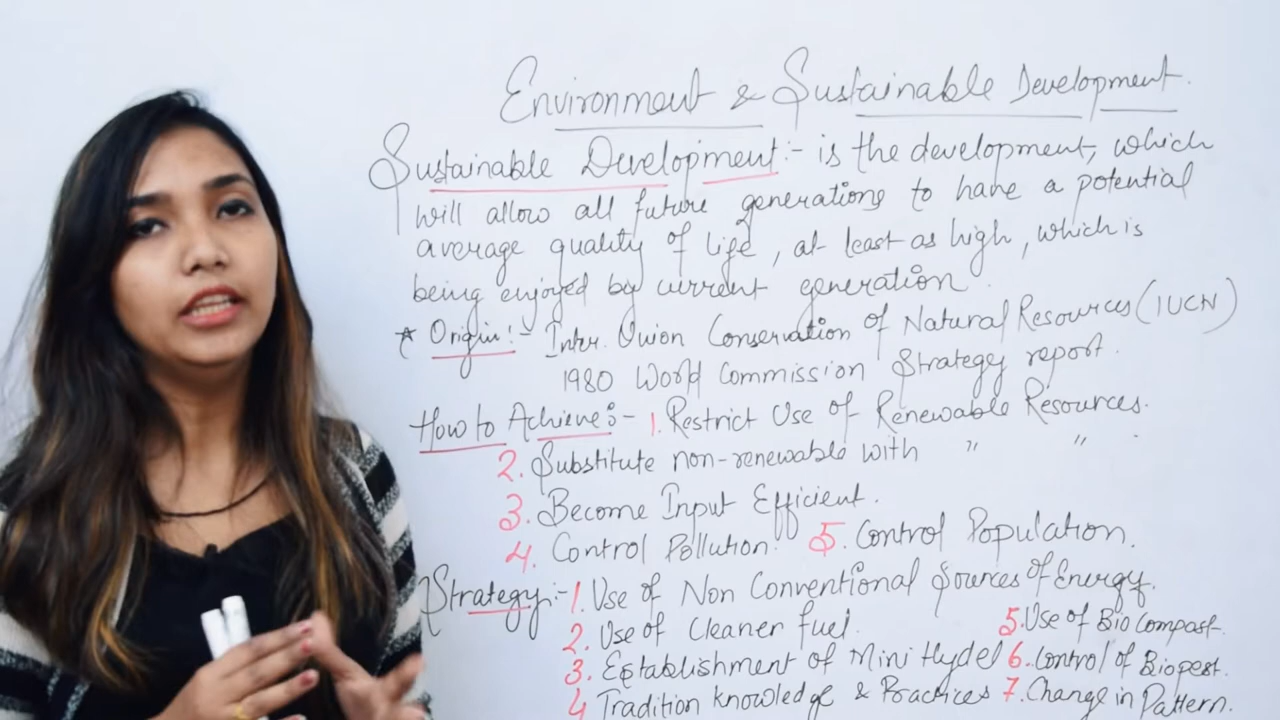 Environment & Sustainable Development.
Sustainable Development:- is the development, which
will allow all future generations to have a potential
average quality of life, at least as high, which is
being enjoyed by current generation.
* Origin:- Inter. Union Conservation of Natural Resources (IUCN)
1980 World Commission Strategy report.
How to Achieve:- 1. Restrict Use of Renewable Resources.
2. Substitute non-renewable with " " .
3. Become Input Efficient.
4. Control Pollution. 5. Control Population.
Strategy:- 1. Use of Non Conventional Sources of Energy.
2. Use of Cleaner fuel. 5. Use of Bio Compast.
3. Establishment of Mini Hydel 6. Control of Biopest.
4 Tradition knowledge & Practices 7. Change in Pattern.